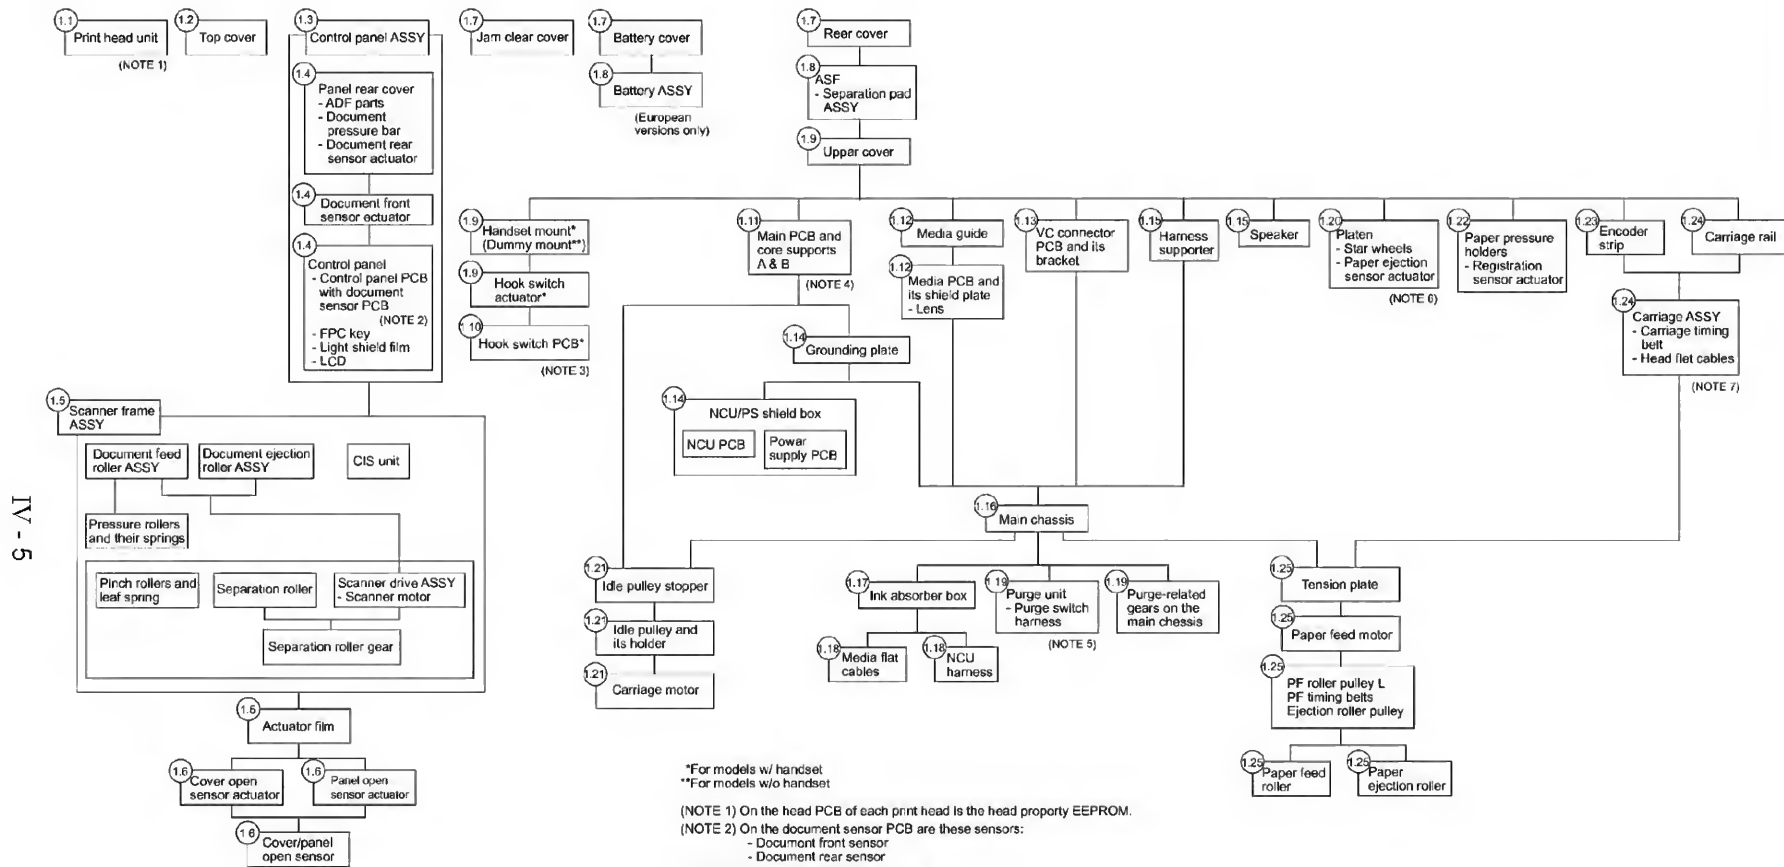 1.1
Print head unit
(NOTE 1)
1.2
Top cover
1.3
Control panel ASSY
1.4
Panel rear cover
- ADF parts
- Document
pressure bar
- Document rear
sensor actuator
1.4
Document front
sensor ectuator
1.4
Control panel
- Control panel PCB
with document
sensor PCB
(NOTE 2)
- FPC key
- Light shield film
- LCD
1.7
Jam clear cover
1.7
Battery cover
1.8
Battery ASSY
(European
versions only)
1.7
Reer cover
1.8
ASF
- Separation pad
ASSY
1.9
Uppar cover
1.9
Handset mount*
(Dummy mount**)
1.9
Hook switch
actuator*
1.10
Hook switch PCB*
(NOTE 3)
1.11
Main PCB and
core supports
A & B
(NOTE 4)
1.12
Media guide
1.12
Media PCB and
its shield plate
- Lens
1.13
VC connector
PCB and its
bracket
1.15
Harness
supporter
1.15
Speaker
1.20
Platen
- Star wheels
- Paper ejection
sensor actuator
(NOTE 6)
1.22
Paper pressure
holders
- Registration
sensor actuator
1.23
Encoder
strip
1.24
Carriage rail
1.24
Carriage ASSY
- Carriage timing
belt
- Head flet cables
(NOTE 7)
1.14
Grounding plate
1.14
NCU/PS shield box
NCU PCB
Powar
supply PCB
1.5
Scanner frame
ASSY
Document feed
roller ASSY
Document ejection
roller ASSY
CIS unit
Pressure rollers
and their springs
Pinch rollers and
leaf spring
Separation roller
Scanner drive ASSY
- Scanner motor
Separation roller gear
1.5
Actuator film
1.6
Cover open
sensor actuator
1.6
Panel open
sensor actuator
1.6
Cover/panel
open sensor
1.16
Main chassis
1.21
Idle pulley stopper
1.21
Idle pulley and
its holder
1.21
Carriage motor
1.17
Ink absorber box
1.18
Media flat
cables
1.18
NCU
harness
1.19
Purge unit
- Purge switch
harness
(NOTE 5)
1.19
Purge-related
gears on the
main chessis
1.25
Tension plate
1.25
Paper feed motor
1.25
PF roller pulley L
PF timing belts
Ejection roller pulley
1.25
Paper feed
roller
1.25
Paper
ejection roller
*For models w/ handset
**For models w/o handset
(NOTE 1) On the head PCB of each print head is the head property EEPROM.
(NOTE 2) On the document sensor PCB are these sensors:
- Document front sensor
- Document rear sensor
IV - 5